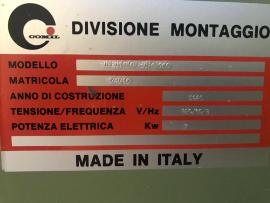 COMIL
DIVISIONE MONTAGGIO
MODELLO
MATRICOLA
ANNO DI COSTRUZIONE
TENSIONE/FREQUENZA V/Hz
POTENZA ELETTRICA Kw
MADE IN ITALY